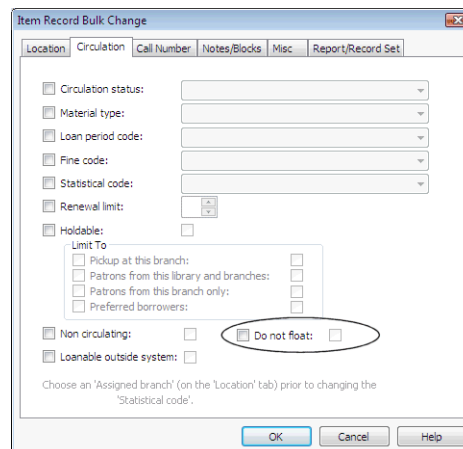 Item Record Bulk Change
Location Circulation Call Number Notes/Blocks Misc Report/Record Set
Circulation status:
Material type:
Loan period code:
Fine code:
Statistical code:
Renewal limit:
Holdable:
Limit To
Pickup at this branch:
Patrons from this library and branches:
Patrons from this branch only:
Preferred borrowers:
Non circulating: Do not float:
Loanable outside system:
Choose an 'Assigned branch' (on the 'Location' tab) prior to changing the
'Statistical code'.
OK Cancel Help